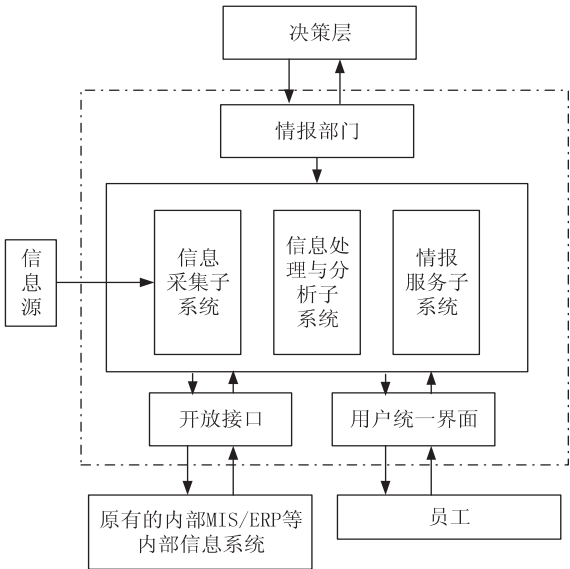 决策层
情报部门
信
息
源
信息
采集子
系统
信息处
理与分
析子
系统
情报
服务子
系统
开放接口
用户统一界面
原有的内部MIS/ERP等
内部信息系统
员工